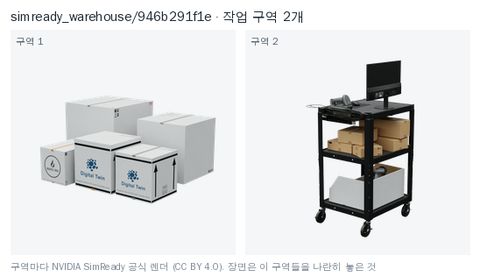 simready_warehouse/946b291f1e · 작업 구역 2개
구역 1
구역 2
Digital Twin
Digital Twin
구역마다 NVIDIA SimReady 공식 렌더 (CC BY 4.0). 장면은 이 구역들을 나란히 놓은 것